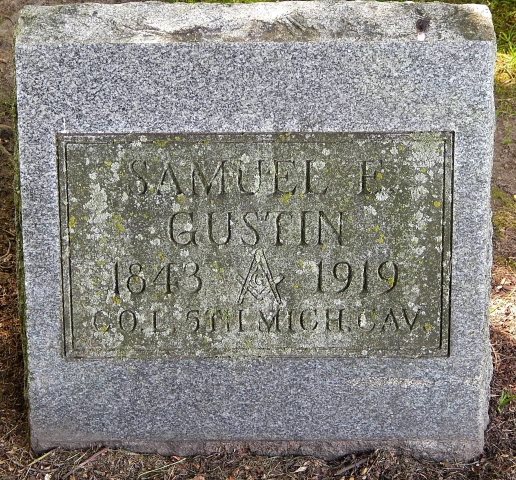 SAMUEL F.
GUSTIN
1843 G 1919
CO. L. 5TH MICH. CAV.